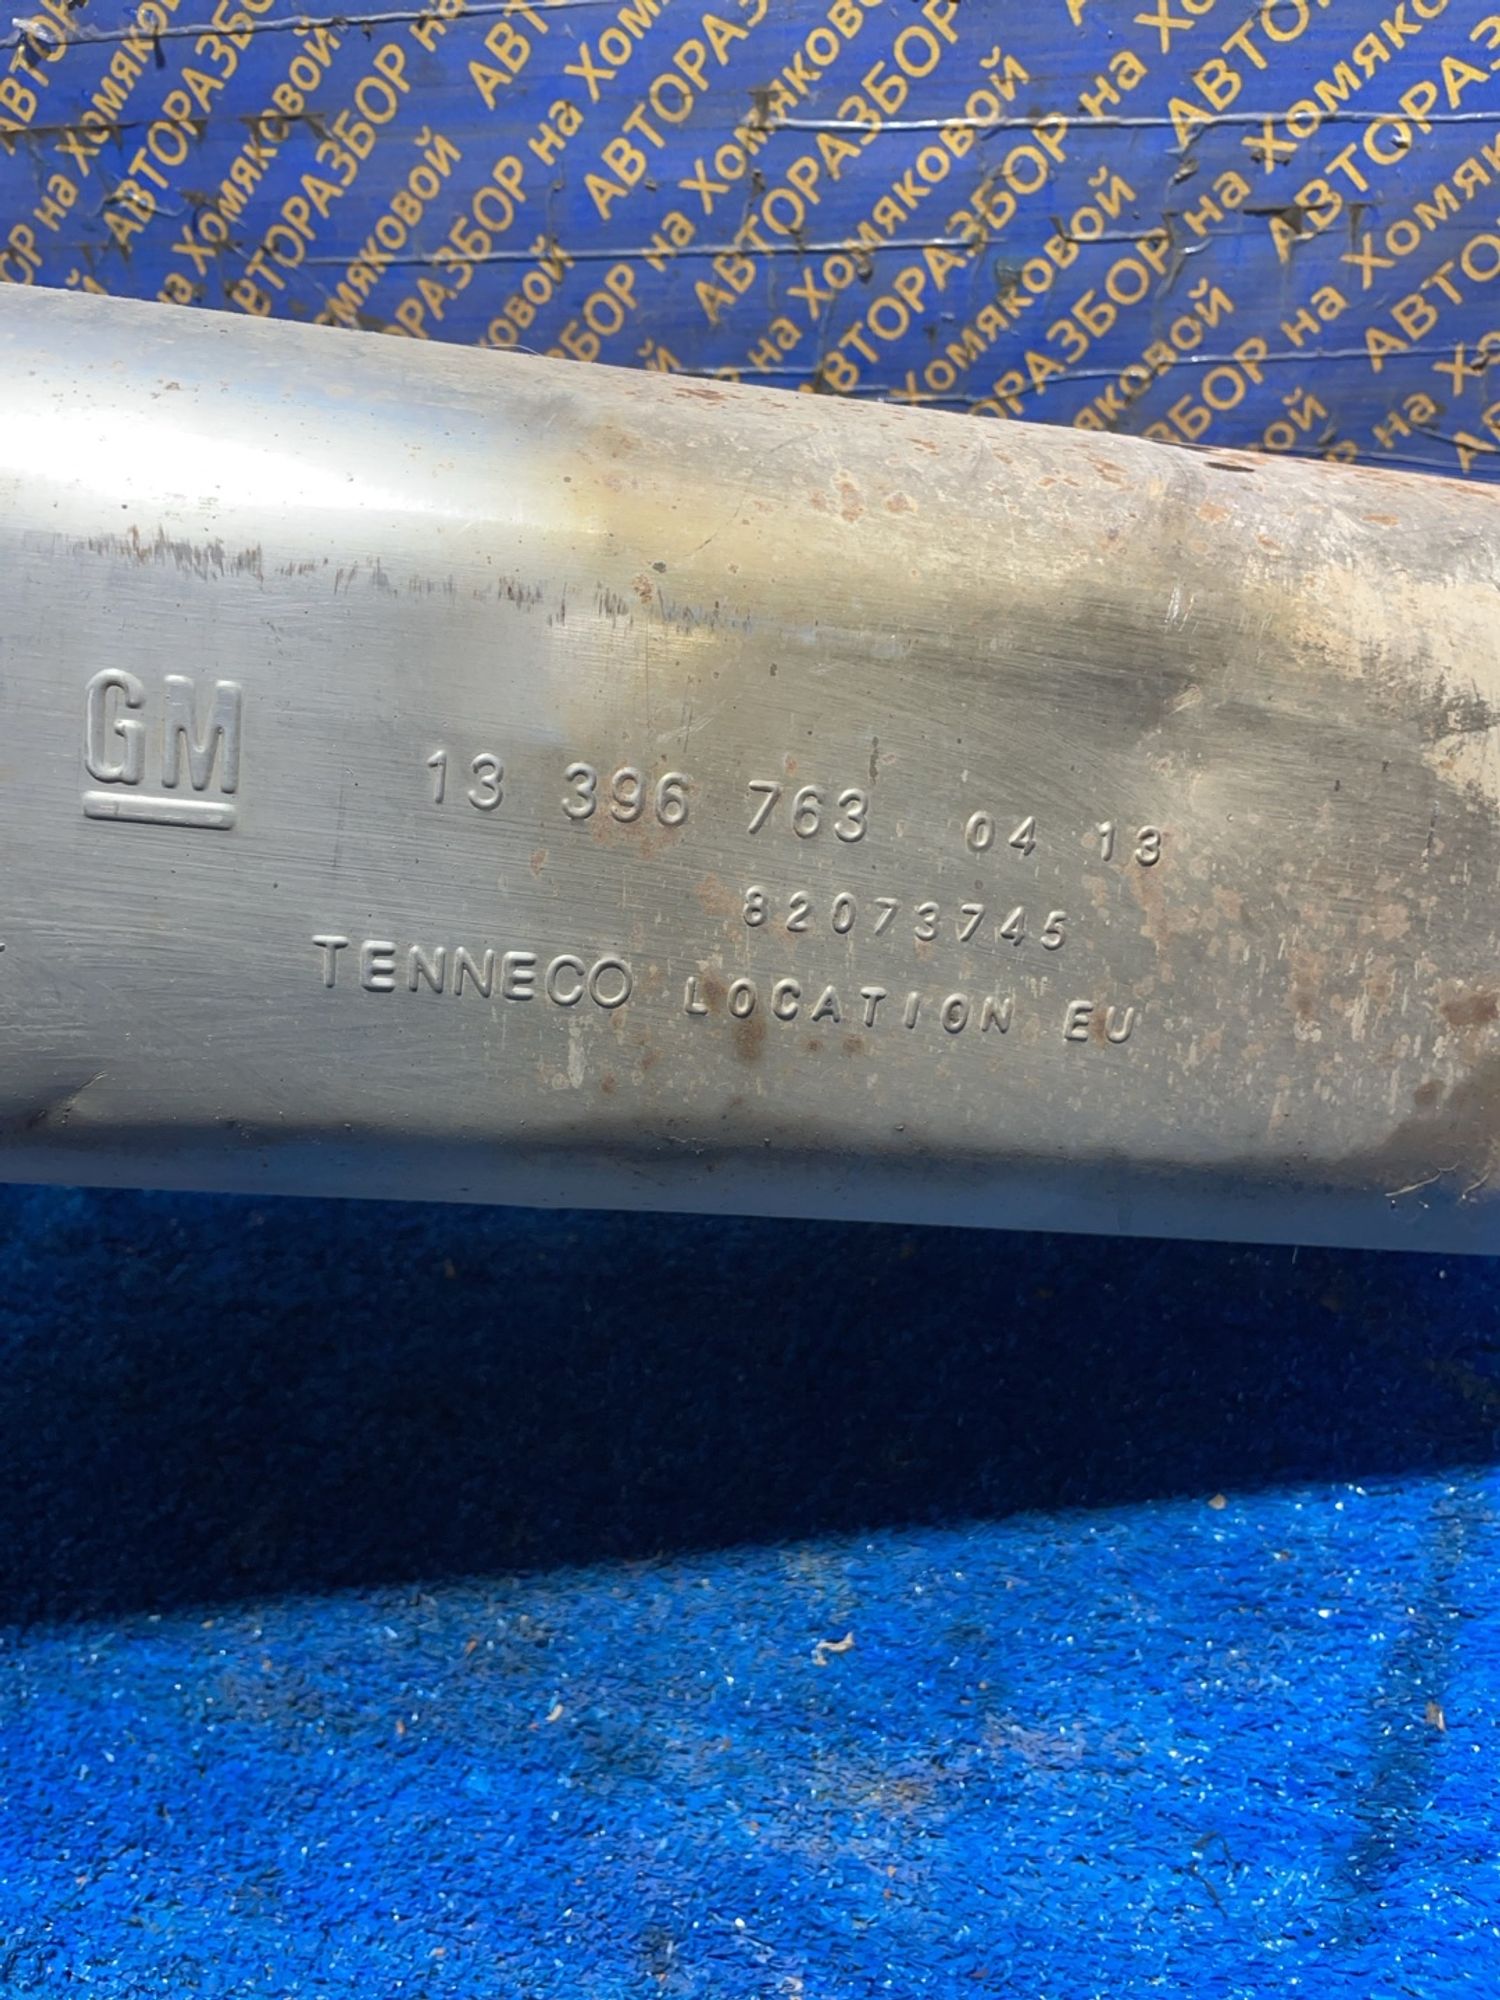 АВТОРАЗБОР на Хомяковой
GM
13 396 763 04 13
82073745
TENNECO LOCATION EU